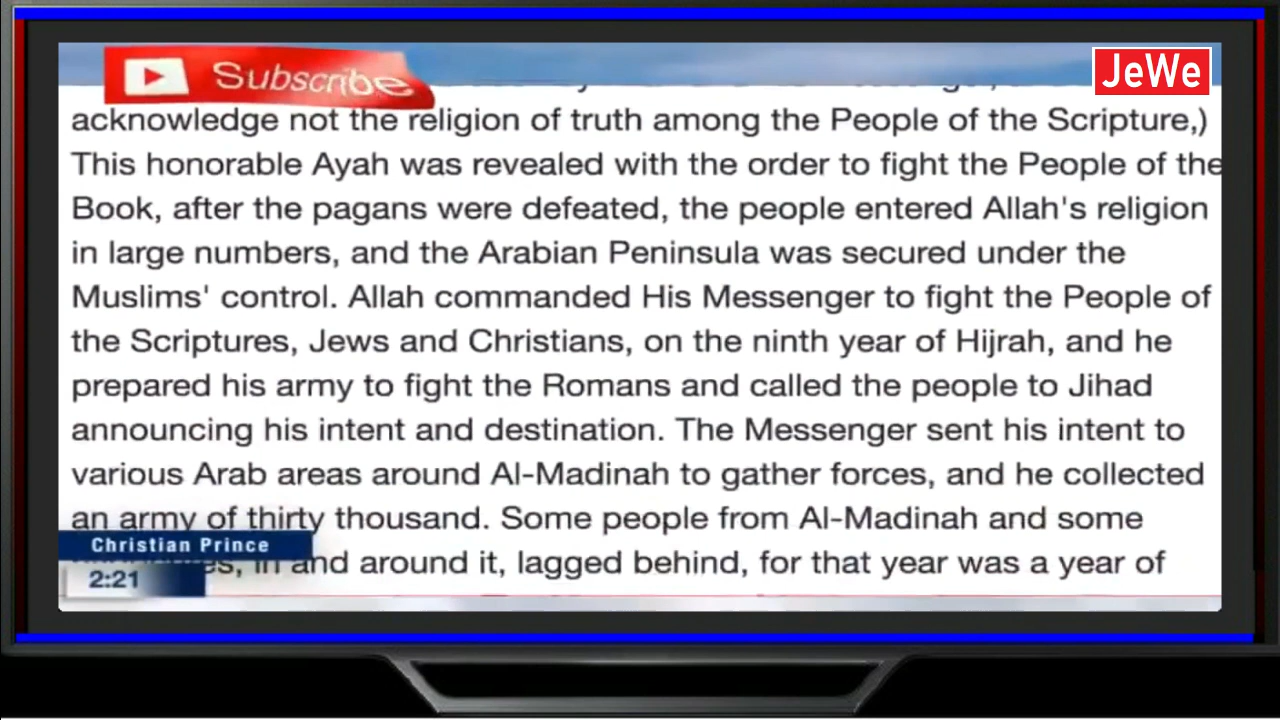 Subscribe
JeWe
acknowledge not the religion of truth among the People of the Scripture,)
This honorable Ayah was revealed with the order to fight the People of the
Book, after the pagans were defeated, the people entered Allah's religion
in large numbers, and the Arabian Peninsula was secured under the
Muslims' control. Allah commanded His Messenger to fight the People of
the Scriptures, Jews and Christians, on the ninth year of Hijrah, and he
prepared his army to fight the Romans and called the people to Jihad
announcing his intent and destination. The Messenger sent his intent to
various Arab areas around Al-Madinah to gather forces, and he collected
an army of thirty thousand. Some people from Al-Madinah and some
in and around it, lagged behind, for that year was a year of
Christian Prince
2:21